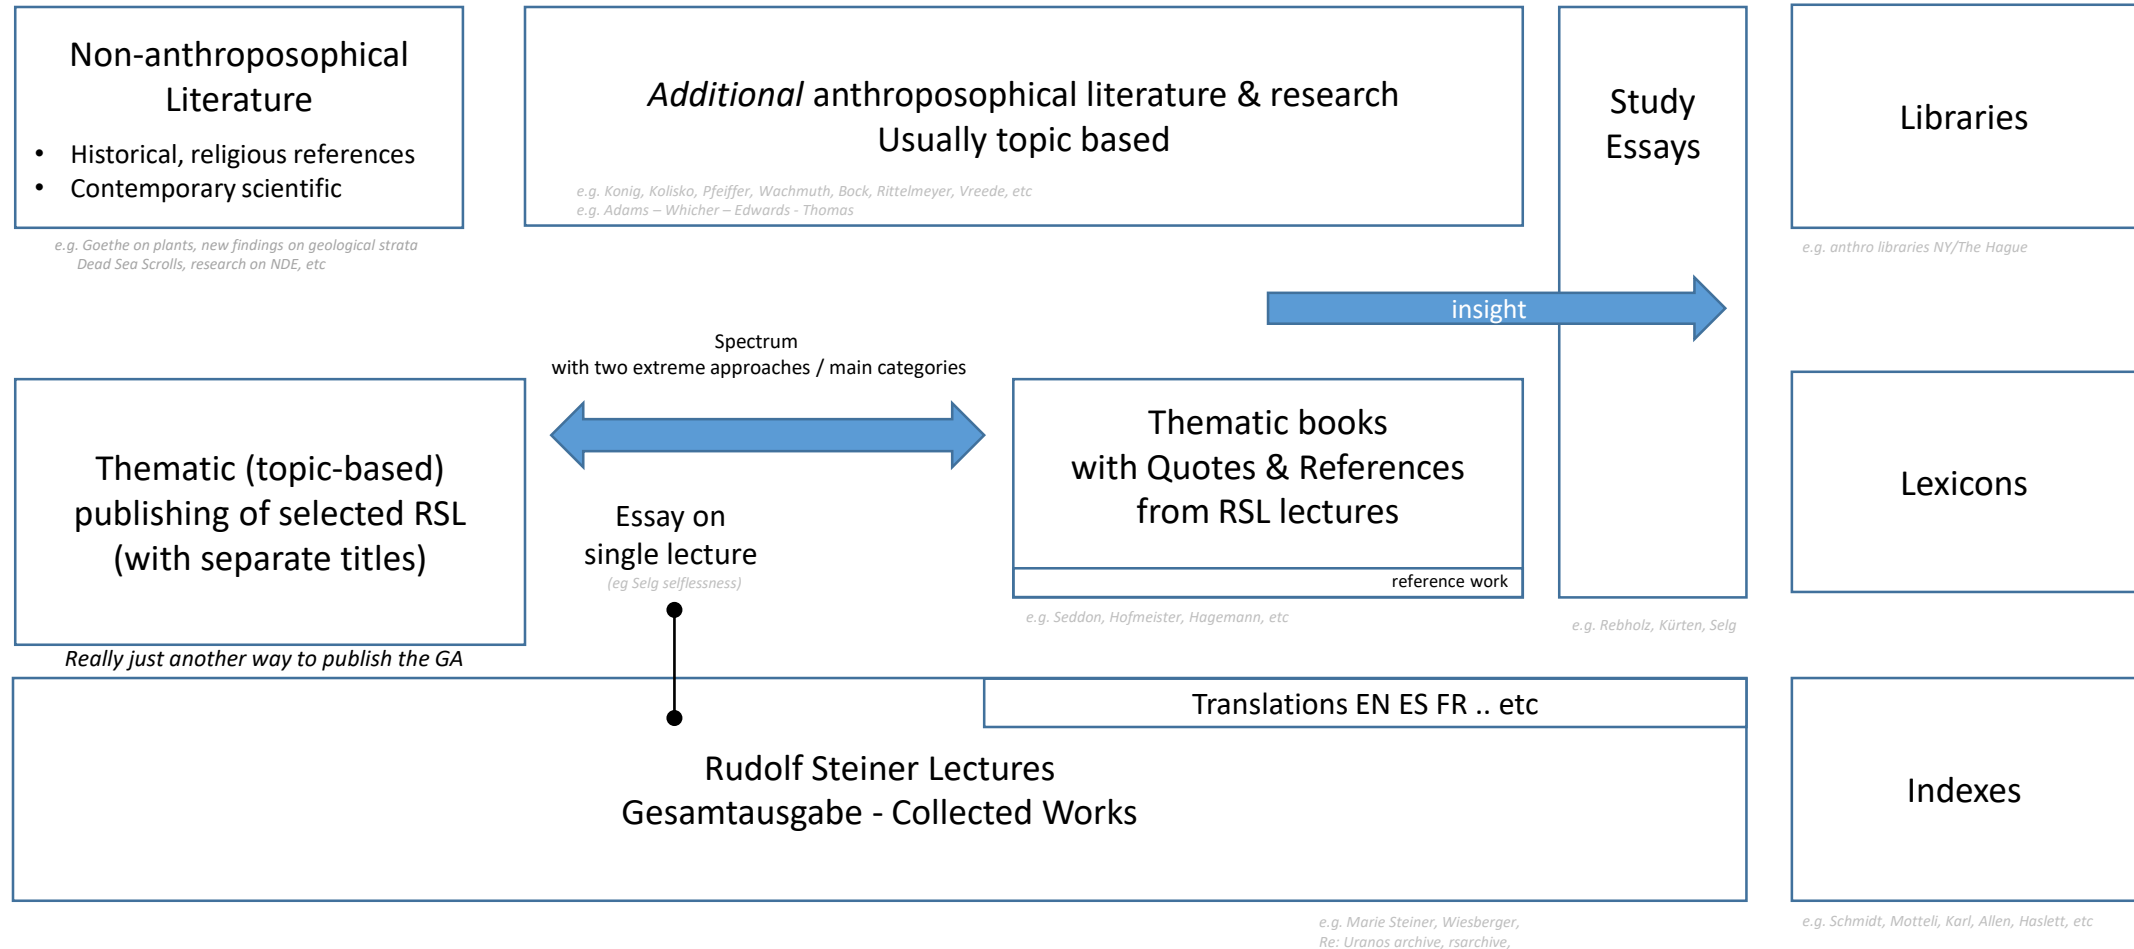 Non-anthroposophical
Literature
• Historical, religious references
• Contemporary scientific
e.g. Goethe on plants, new findings on geological strata
Dead Sea Scrolls, research on NDE, etc
Additional anthroposophical literature & research
Usually topic based
e.g. Konig, Kolisko, Pfeiffer, Wachmuth, Bock, Rittelmeyer, Vreede, etc
e.g. Adams – Whicher – Edwards - Thomas
Study
Essays
Libraries
e.g. anthro libraries NY/The Hague
insight
Spectrum
with two extreme approaches / main categories
Thematic (topic-based)
publishing of selected RSL
(with separate titles)
Really just another way to publish the GA
Essay on
single lecture
(eg Selg selflessness)
Thematic books
with Quotes & References
from RSL lectures
reference work
e.g. Seddon, Hofmeister, Hagemann, etc
e.g. Rebholz, Kürten, Selg
Lexicons
Translations EN ES FR .. etc
Rudolf Steiner Lectures
Gesamtausgabe - Collected Works
e.g. Marie Steiner, Wiesberger,
Re: Uranos archive, rsarchive,
Indexes
e.g. Schmidt, Motteli, Karl, Allen, Haslett, etc